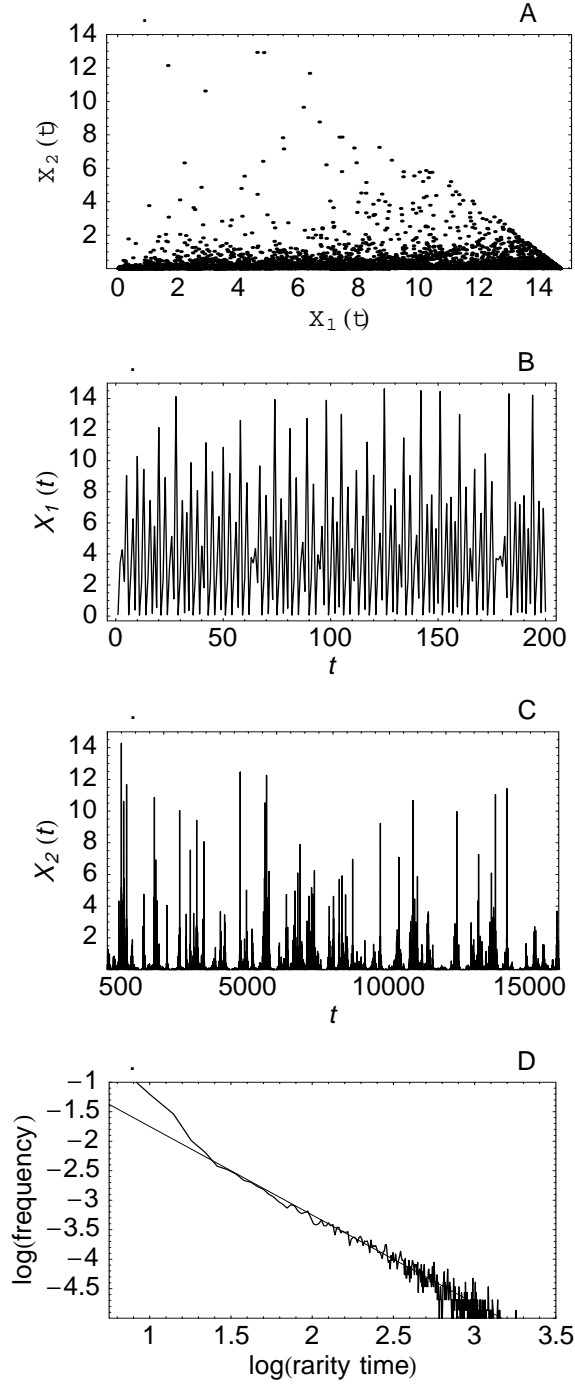 A
14
12
10
8
6
4
2
X2(t)
0 2 4 6 8 10 12 14
X1(t)
B
14
12
10
8
6
4
2
0
X1(t)
0 50 100 150 200
t
C
14
12
10
8
6
4
2
X2(t)
500 5000 10000 15000
t
D
−1
−1.5
−2
−2.5
−3
−3.5
−4
−4.5
log(frequency)
1 1.5 2 2.5 3 3.5
log(rarity time)